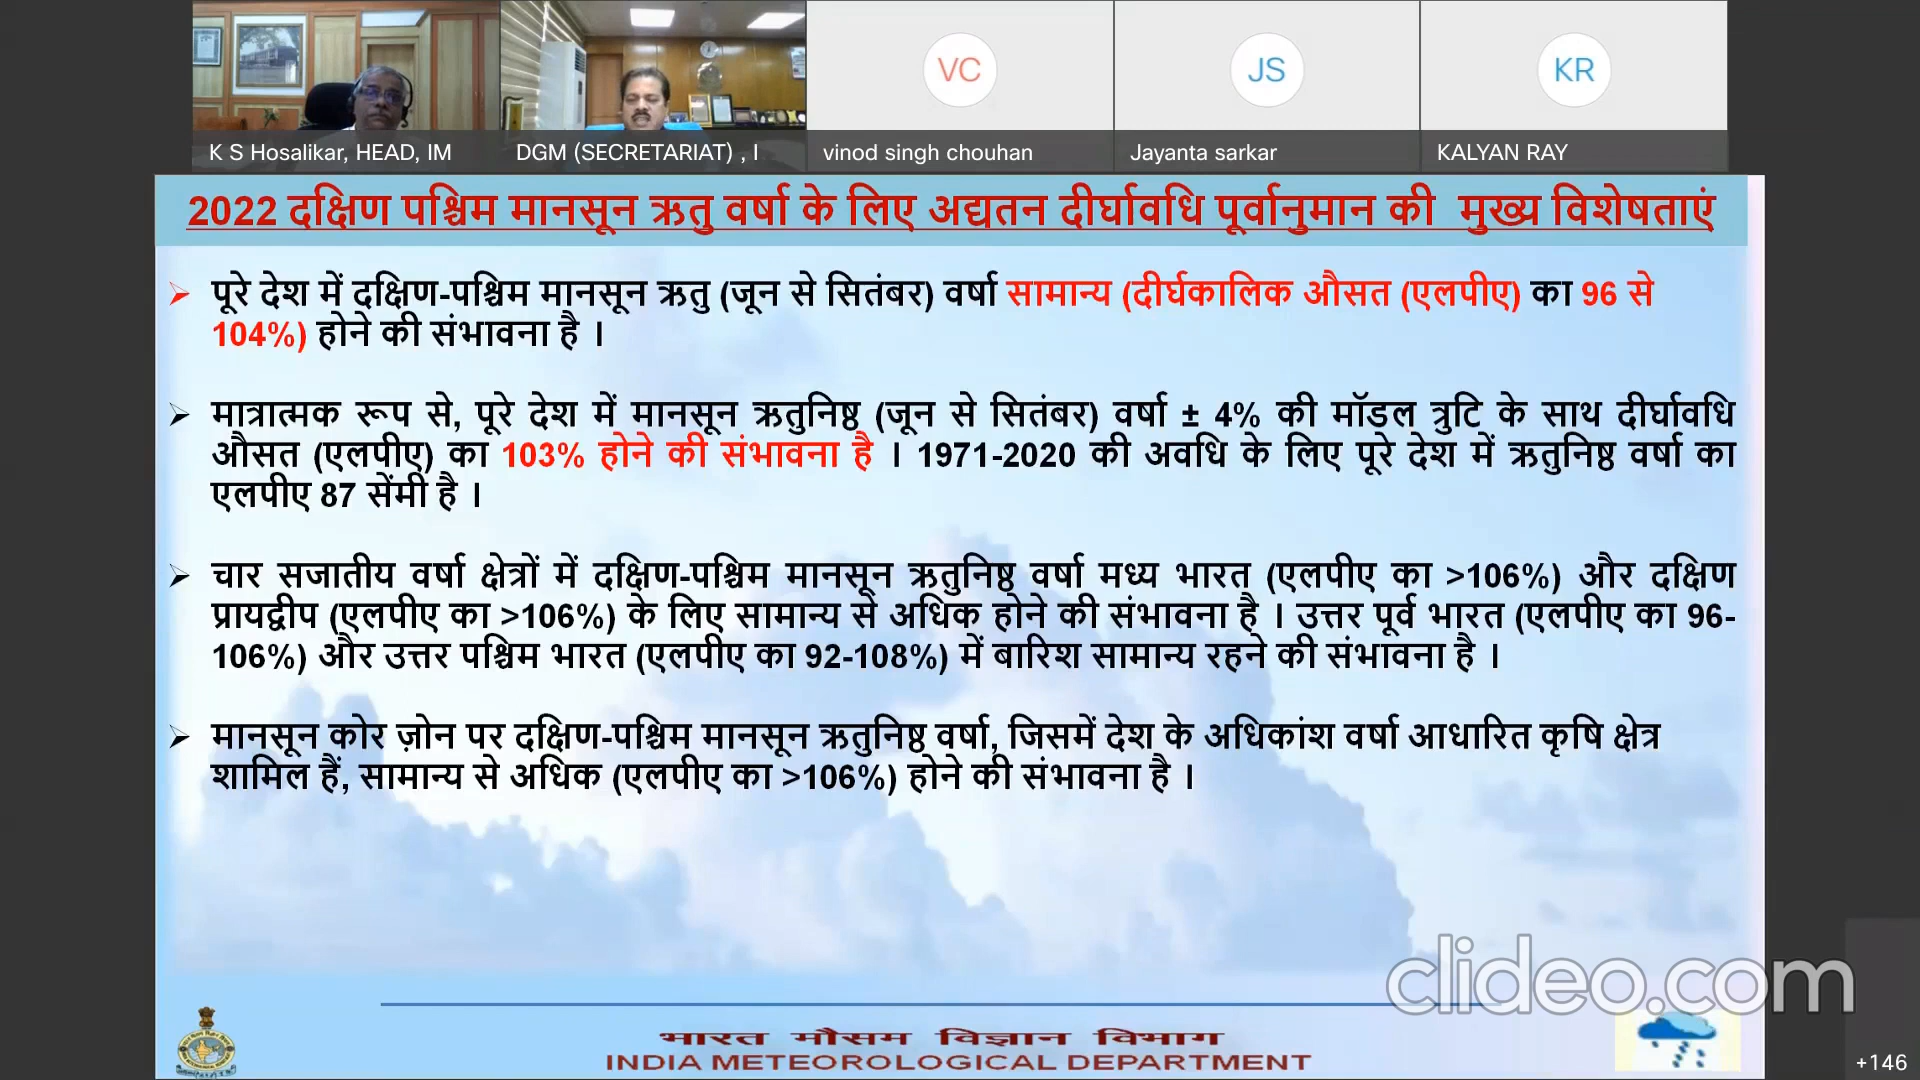 K S Hosalikar, HEAD, IM
DGM (SECRETARIAT) , I
VC
vinod singh chouhan
JS
Jayanta sarkar
KR
KALYAN RAY
2022 दक्षिण पश्चिम मानसून ऋतु वर्षा के लिए अद्यतन दीर्घावधि पूर्वानुमान की मुख्य विशेषताएं
पूरे देश में दक्षिण-पश्चिम मानसून ऋतु (जून से सितंबर) वर्षा सामान्य (दीर्घकालिक औसत (एलपीए) का 96 से
104%) होने की संभावना है ।
मात्रात्मक रूप से, पूरे देश में मानसून ऋतुनिष्ठ (जून से सितंबर) वर्षा ± 4% की मॉडल त्रुटि के साथ दीर्घावधि
औसत (एलपीए) का 103% होने की संभावना है । 1971-2020 की अवधि के लिए पूरे देश में ऋतुनिष्ठ वर्षा का
एलपीए 87 सेंमी है ।
चार सजातीय वर्षा क्षेत्रों में दक्षिण-पश्चिम मानसून ऋतुनिष्ठ वर्षा मध्य भारत (एलपीए का >106%) और दक्षिण
प्रायद्वीप (एलपीए का >106%) के लिए सामान्य से अधिक होने की संभावना है । उत्तर पूर्व भारत (एलपीए का 96-
106%) और उत्तर पश्चिम भारत (एलपीए का 92-108%) में बारिश सामान्य रहने की संभावना है ।
मानसून कोर ज़ोन पर दक्षिण-पश्चिम मानसून ऋतुनिष्ठ वर्षा, जिसमें देश के अधिकांश वर्षा आधारित कृषि क्षेत्र
शामिल हैं, सामान्य से अधिक (एलपीए का >106%) होने की संभावना है ।
clideo.com
भारत मौसम विज्ञान विभाग
INDIA METEOROLOGICAL DEPARTMENT
+146